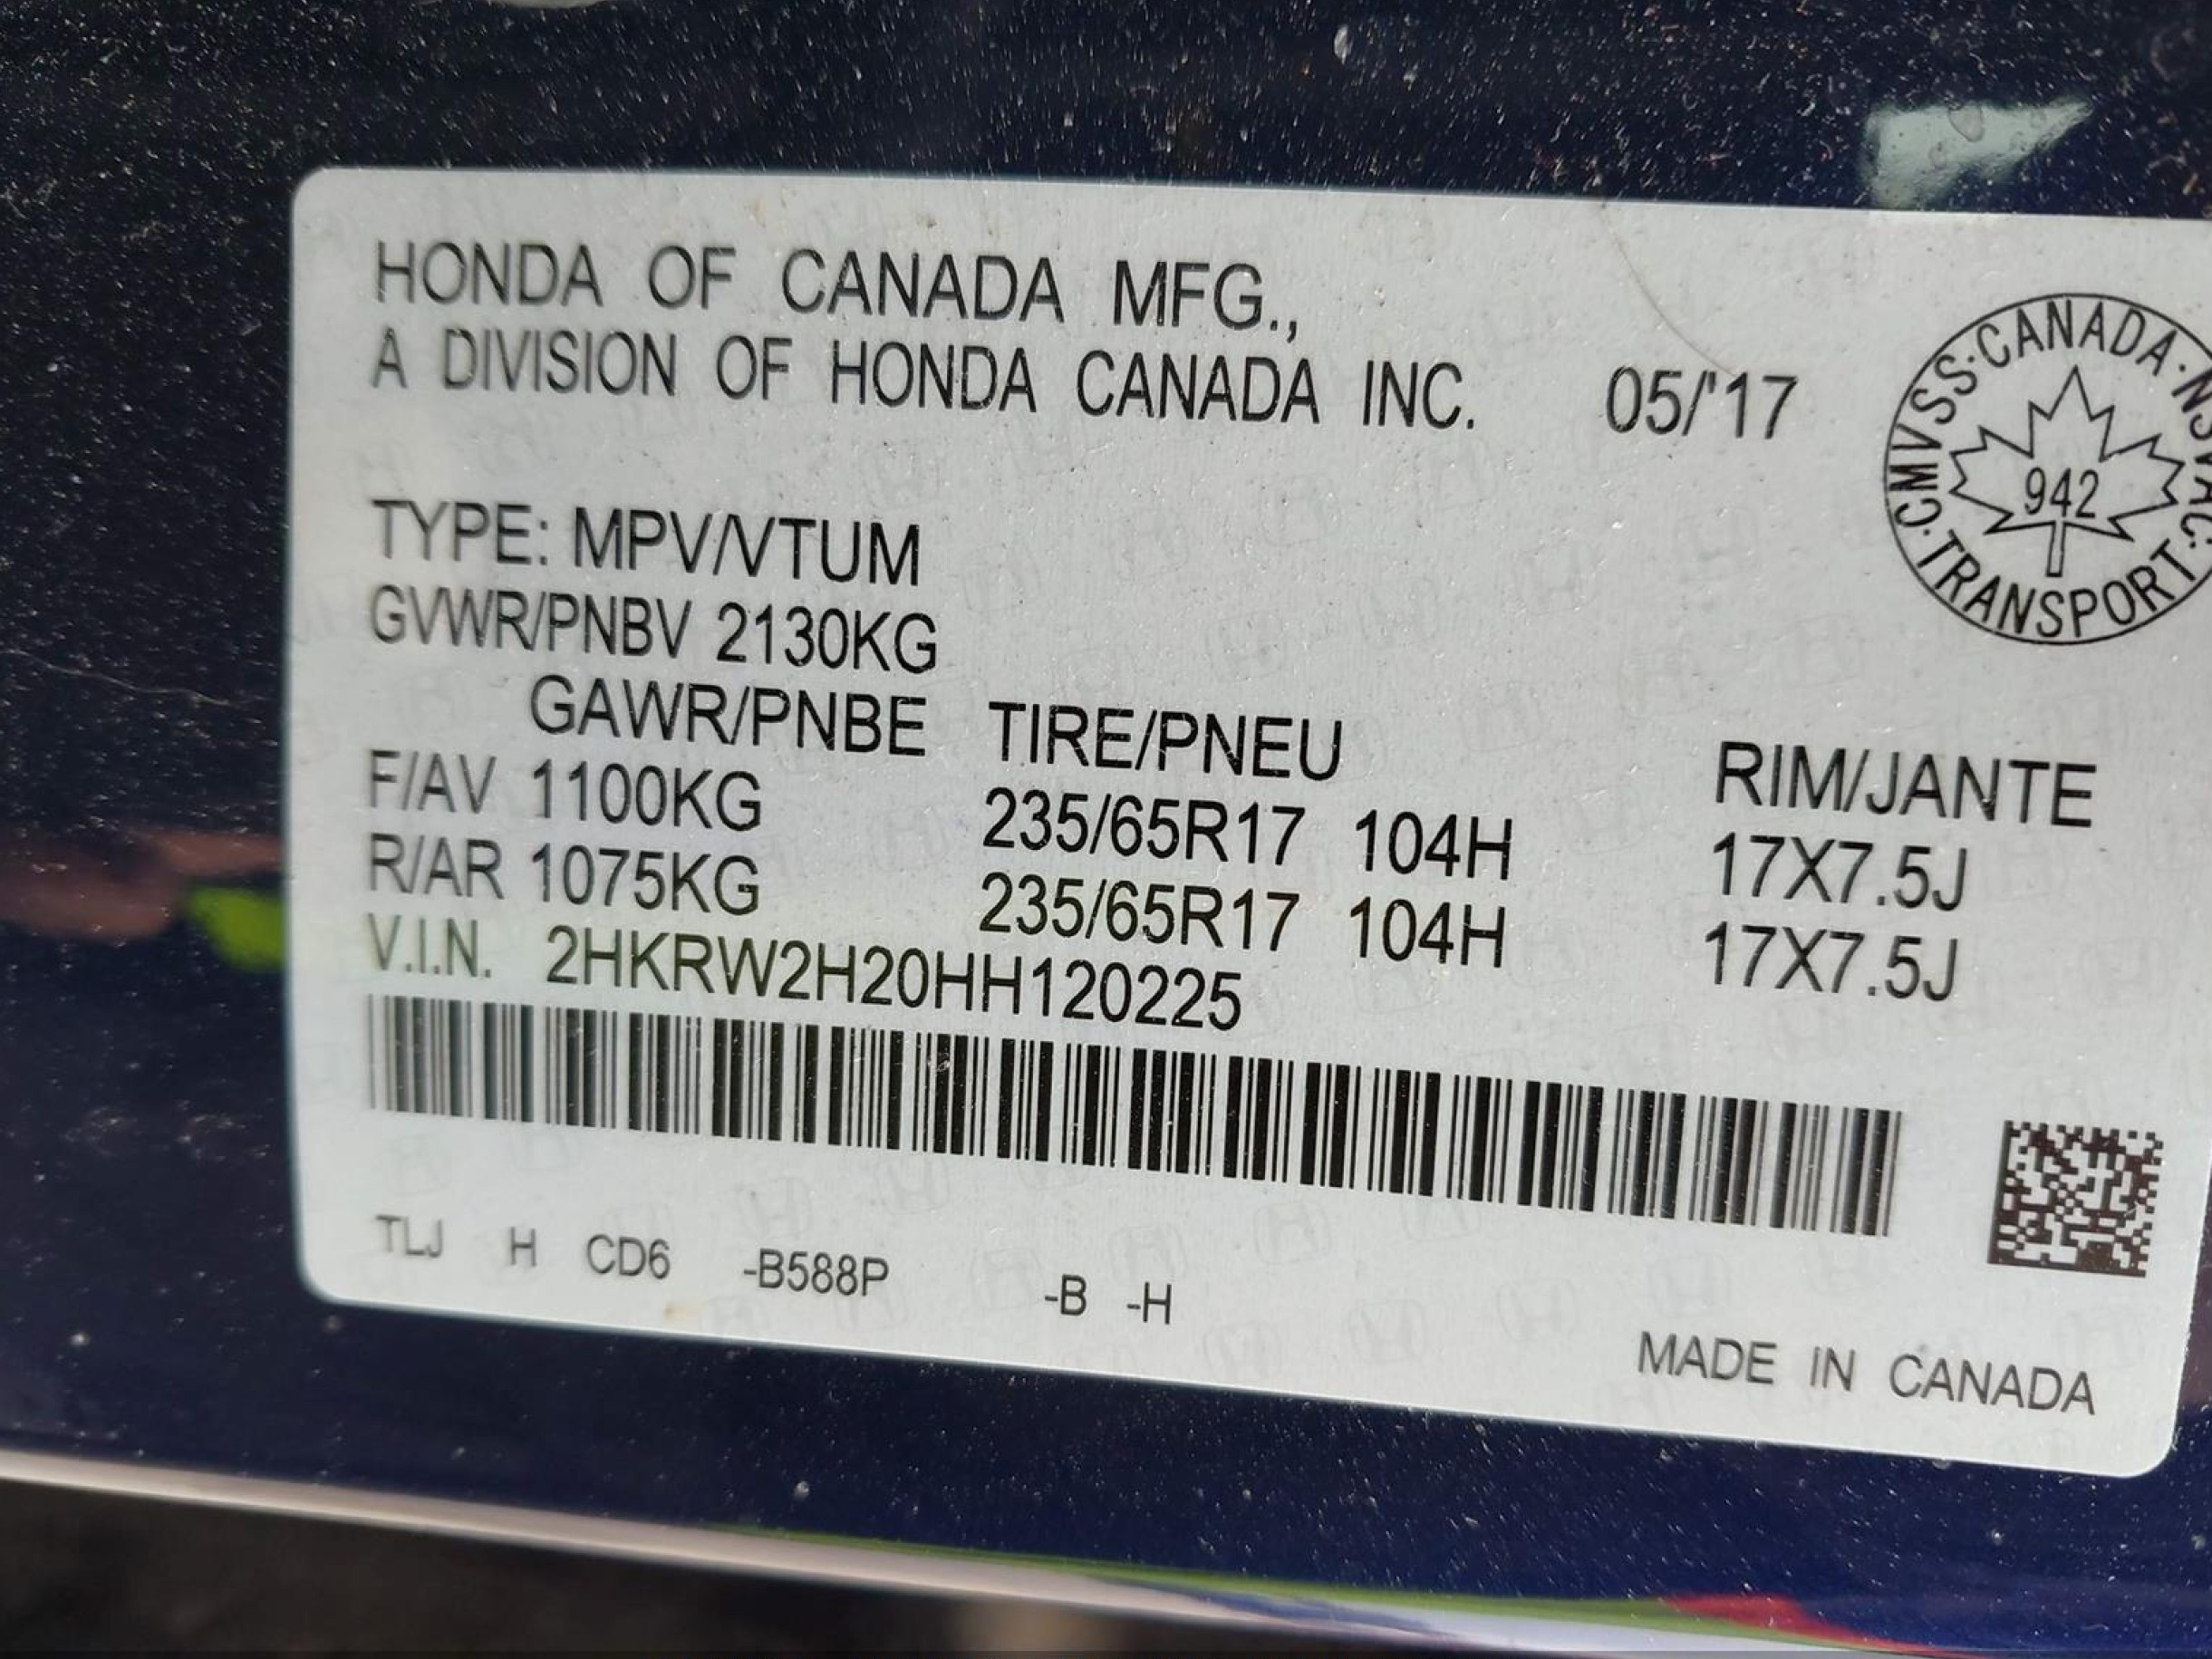 HONDA OF CANADA MFG.,
A DIVISION OF HONDA CANADA INC. 05/'17
CMVSS·CANADA·NSVAC·TRANSPORT·
942
TYPE: MPV/VTUM
GVWR/PNBV 2130KG
GAWR/PNBE TIRE/PNEU RIM/JANTE
F/AV 1100KG 235/65R17 104H 17X7.5J
R/AR 1075KG 235/65R17 104H 17X7.5J
V.I.N. 2HKRW2H20HH120225
TLJ H CD6 -B588P -B -H
MADE IN CANADA